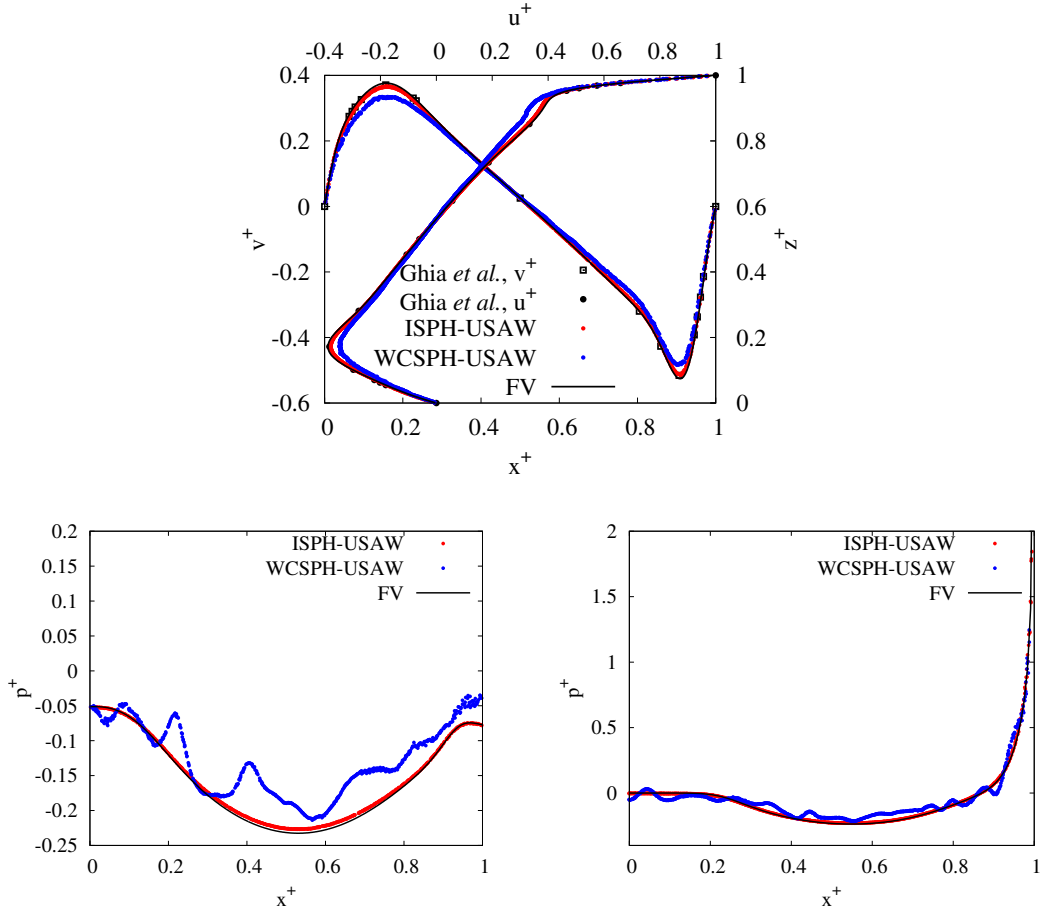 u+
-0.4 -0.2 0 0.2 0.4 0.6 0.8 1
0.4
0.2
0
-0.2
-0.4
-0.6
v+
1
0.8
0.6
0.4
0.2
0
z+
Ghia et al., v+
Ghia et al., u+
ISPH-USAW
WCSPH-USAW
FV
0 0.2 0.4 0.6 0.8 1
x+
0.2
0.15
0.1
0.05
0
-0.05
-0.1
-0.15
-0.2
-0.25
p+
ISPH-USAW
WCSPH-USAW
FV
0 0.2 0.4 0.6 0.8 1
x+
2
1.5
1
0.5
0
p+
ISPH-USAW
WCSPH-USAW
FV
0 0.2 0.4 0.6 0.8 1
x+